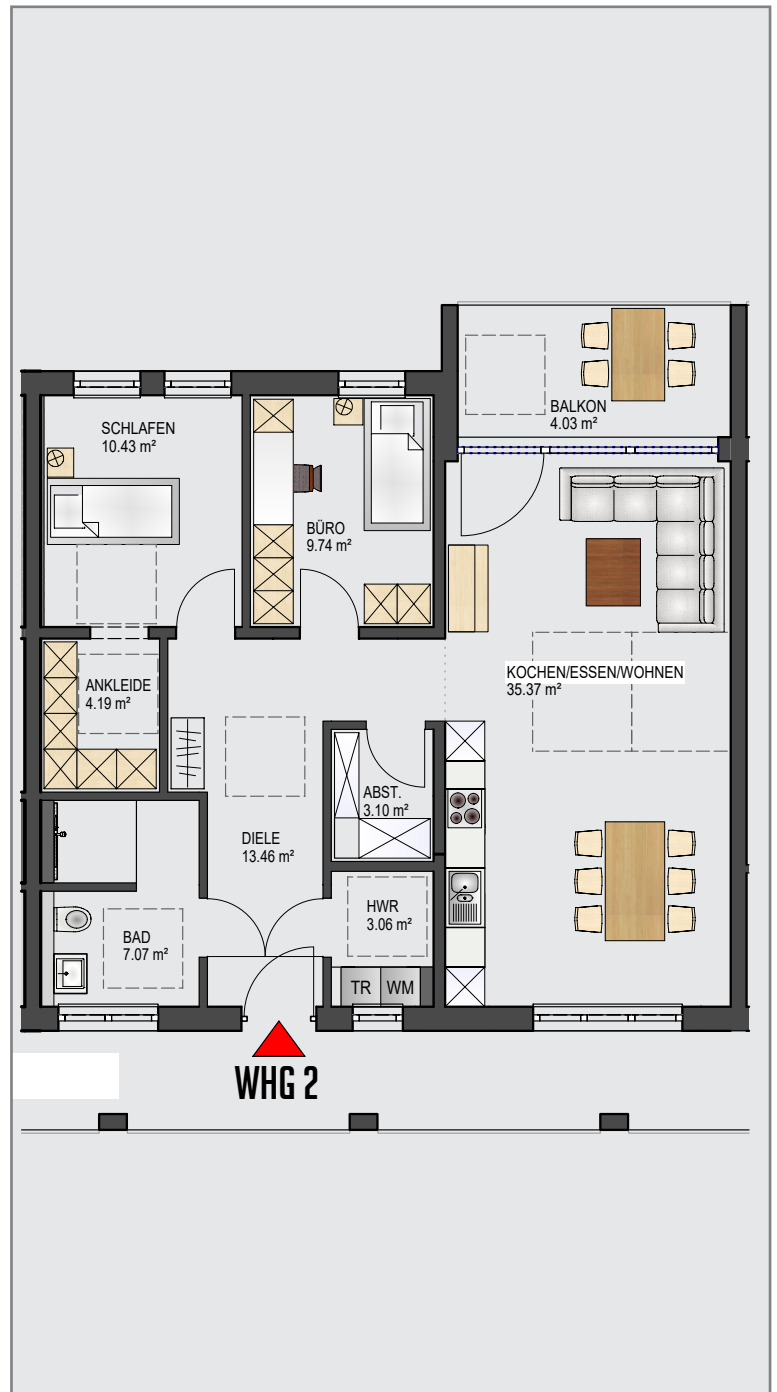 BALKON
4.03 m²
SCHLAFEN
10.43 m²
BÜRO
9.74 m²
KOCHEN/ESSEN/WOHNEN
35.37 m²
ANKLEIDE
4.19 m²
ABST.
3.10 m²
DIELE
13.46 m²
HWR
3.06 m²
BAD
7.07 m²
TR WM
WHG 2